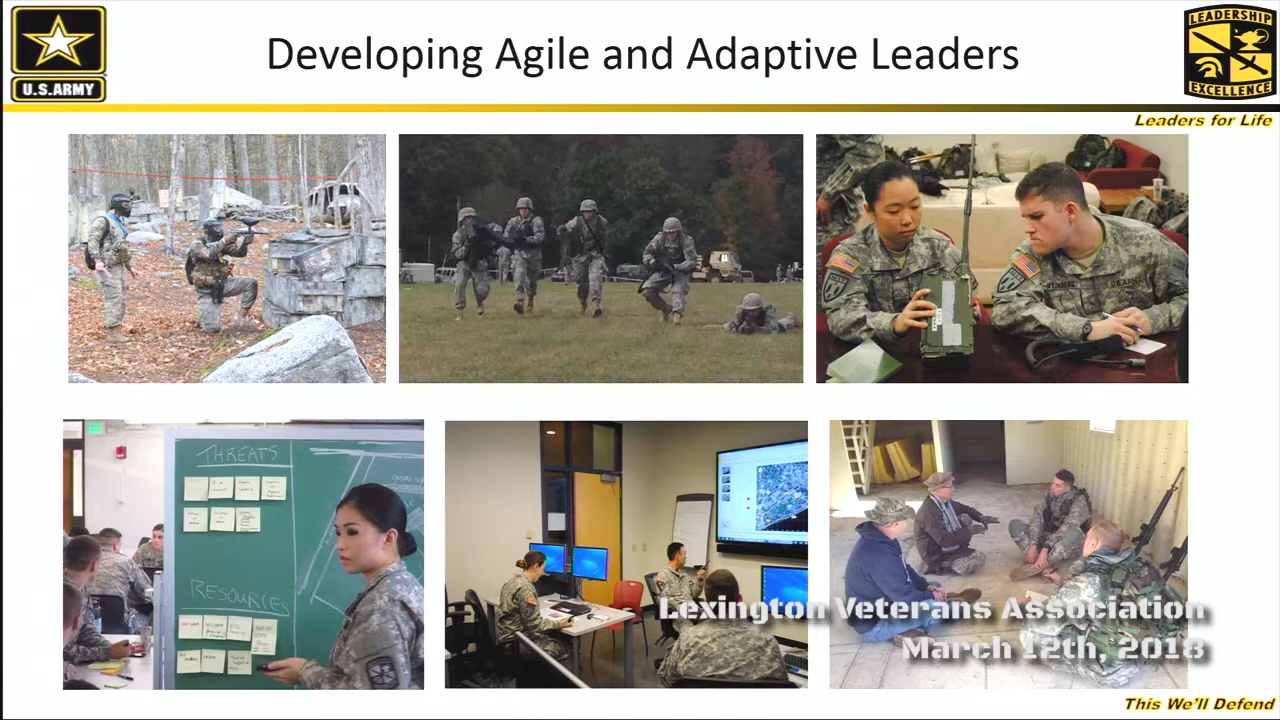 U.S.ARMY
Developing Agile and Adaptive Leaders
LEADERSHIP
EXCELLENCE
Leaders for Life
THREATS
RESOURCES
Lexington Veterans Association
March 12th, 2018
This We'll Defend